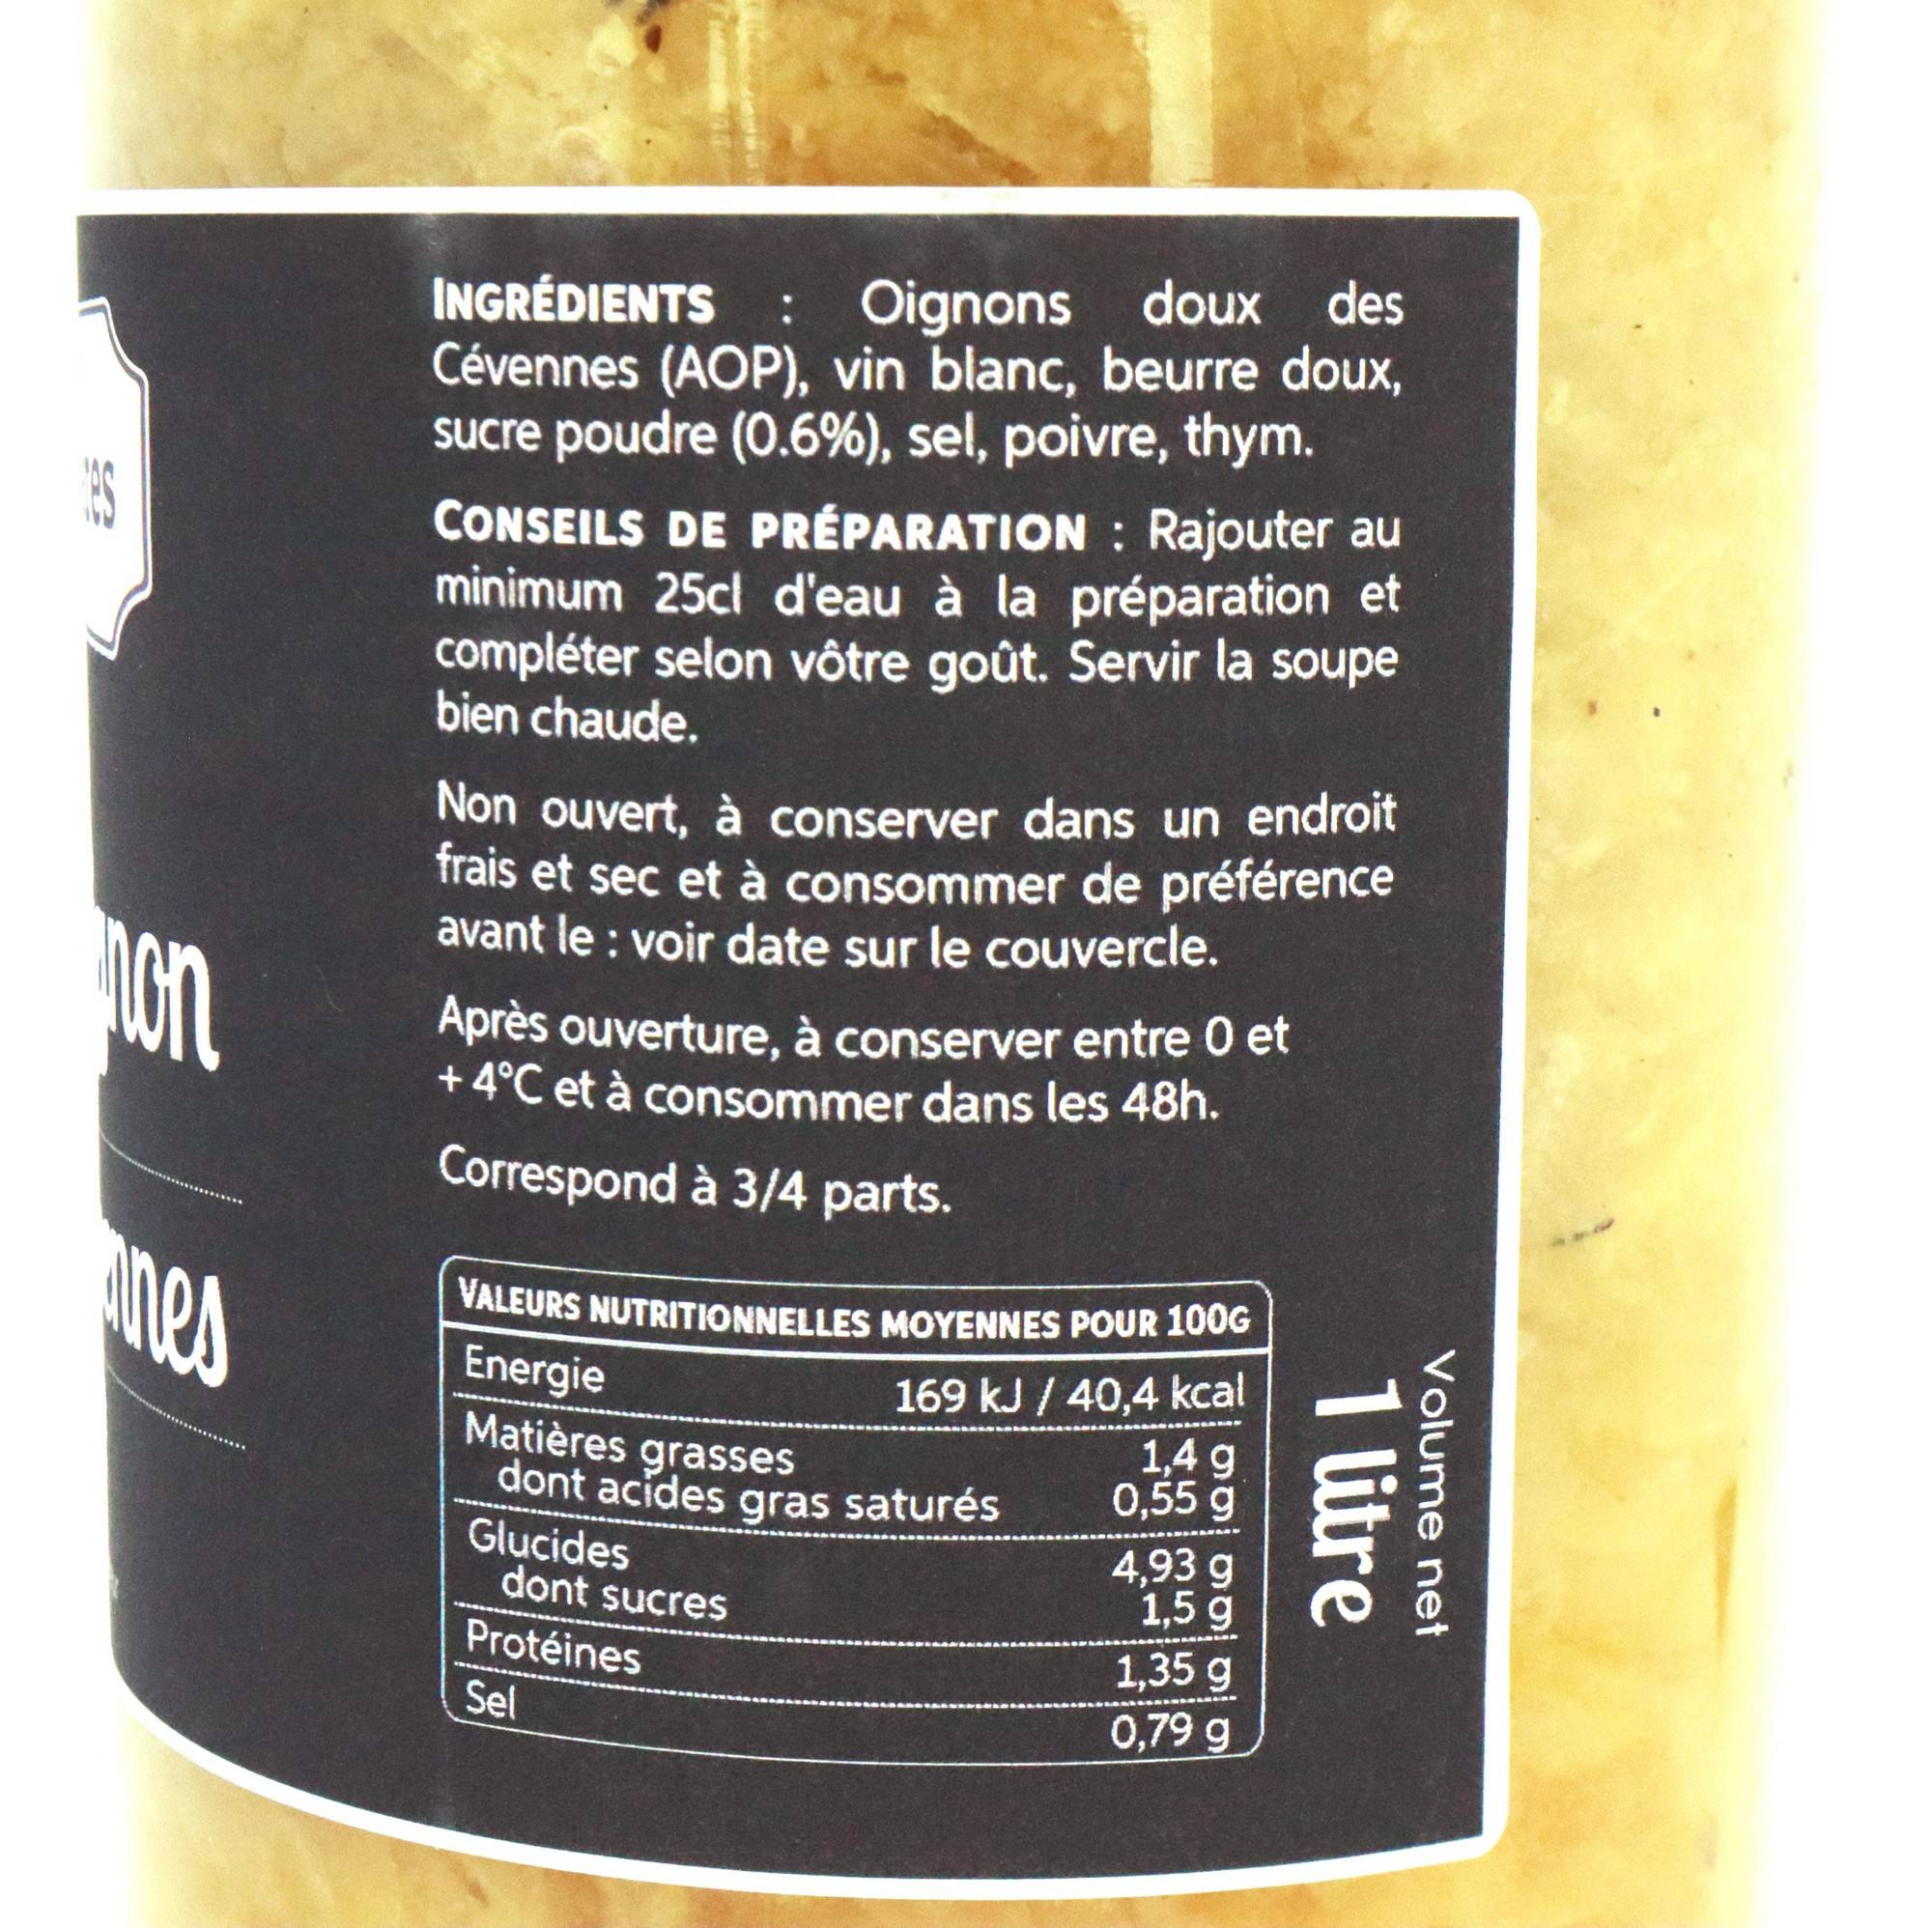 INGRÉDIENTS : Oignons doux des
Cévennes (AOP), vin blanc, beurre doux,
sucre poudre (0.6%), sel, poivre, thym.
CONSEILS DE PRÉPARATION : Rajouter au
minimum 25cl d'eau à la préparation et
compléter selon vôtre goût. Servir la soupe
bien chaude.
Non ouvert, à conserver dans un endroit
frais et sec et à consommer de préférence
avant le : voir date sur le couvercle.
Après ouverture, à conserver entre 0 et
+ 4°C et à consommer dans les 48h.
Correspond à 3/4 parts.
VALEURS NUTRITIONNELLES MOYENNES POUR 100G
Energie 169 kJ / 40,4 kcal
Matières grasses 1,4 g
dont acides gras saturés 0,55 g
Glucides 4,93 g
dont sucres 1,5 g
Protéines 1,35 g
Sel 0,79 g
Volume net
1 litre